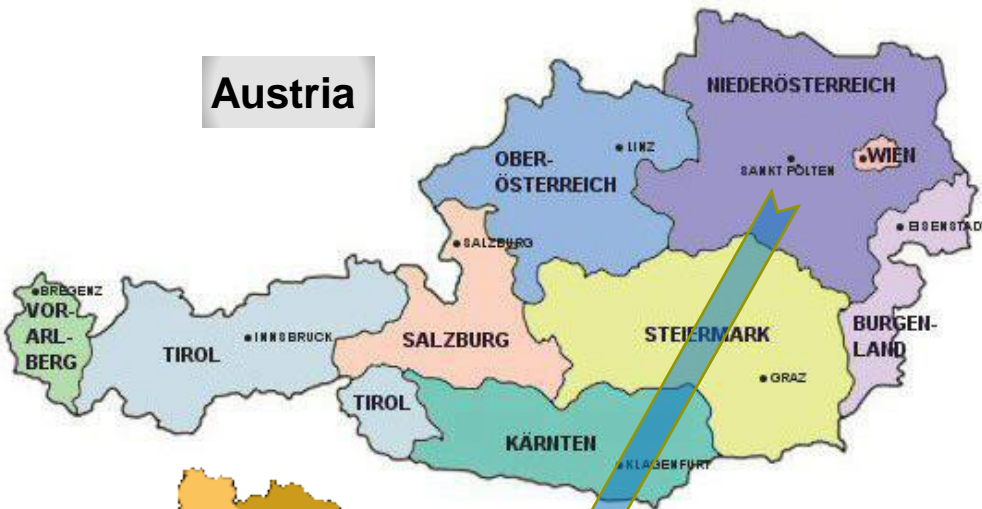 Austria
NIEDERÖSTERREICH
LINZ
WIEN
OBER-
ÖSTERREICH
SANKT PÖLTEN
EISENSTADT
SALZBURG
BREGENZ
VOR-
ARL-
BERG
TIROL
INNSBRUCK
SALZBURG
STEIERMARK
BURGEN-
LAND
GRAZ
TIROL
KÄRNTEN
KLAGENFURT